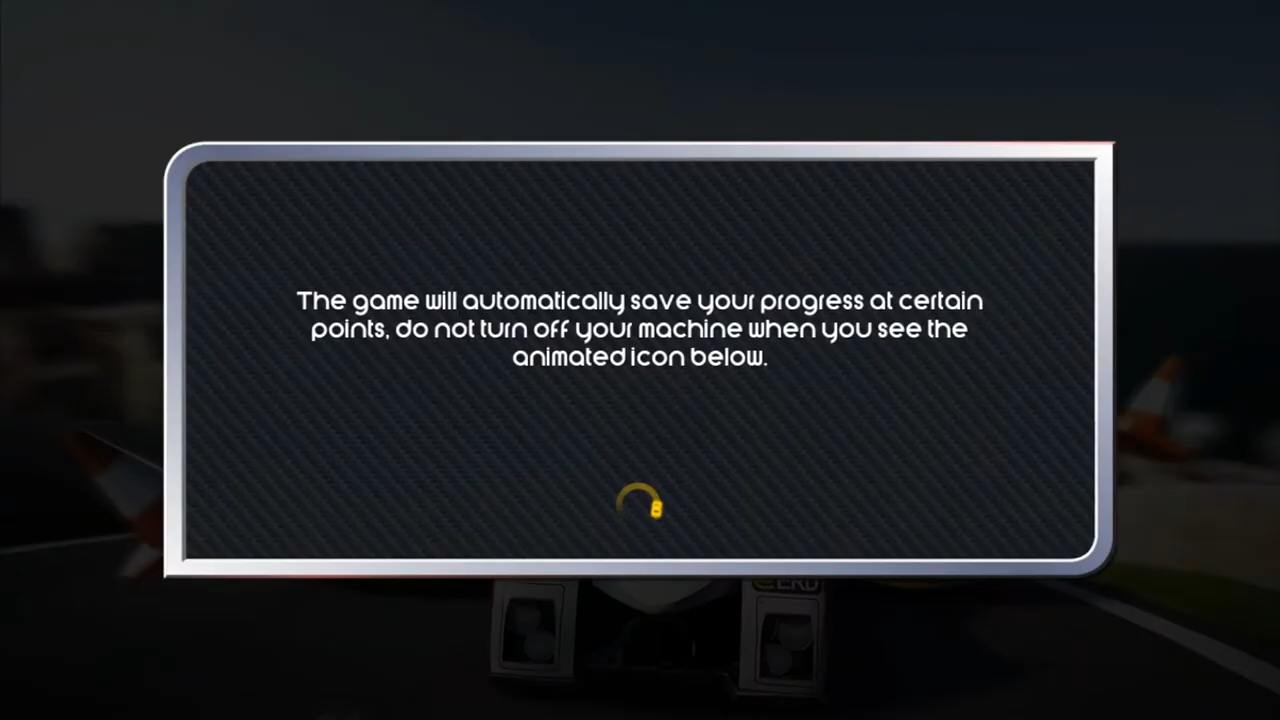 The game will automatically save your progress at certain
points, do not turn off your machine when you see the
animated icon below.